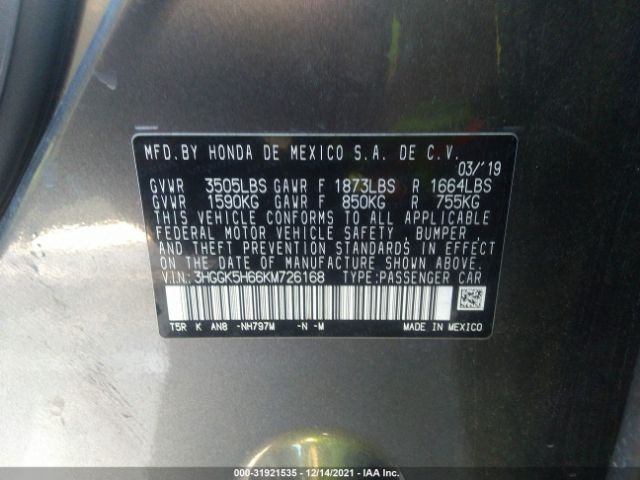 MFD.BY HONDA DE MEXICO S.A. DE C.V.
03/'19
GVWR 3505LBS GAWR F 1873LBS R 1664LBS
GVWR 1590KG GAWR F 850KG R 755KG
THIS VEHICLE CONFORMS TO ALL APPLICABLE
FEDERAL MOTOR VEHICLE SAFETY , BUMPER ,
AND THEFT PREVENTION STANDARDS IN EFFECT
ON THE DATE OF MANUFACTURE SHOWN ABOVE.
VIN: 3HGGK5H66KM726168 TYPE:PASSENGER CAR
T5R K AN8 -NH797M -N -M MADE IN MEXICO
000-31921535 - 12/14/2021 - IAA Inc.